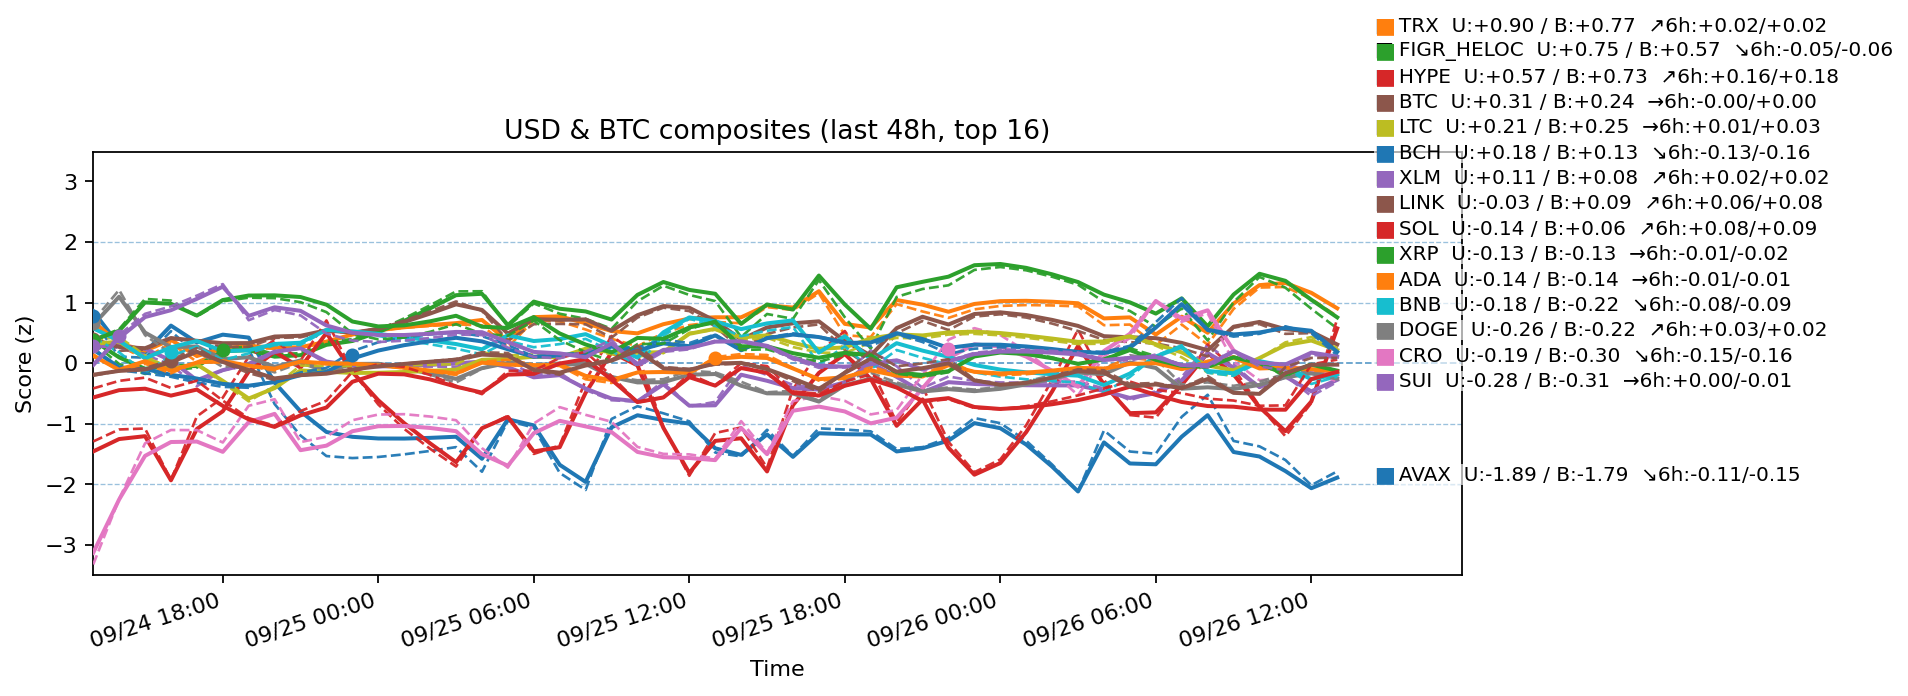 TRX  U:+0.90 / B:+0.77  ↗6h:+0.02/+0.02
FIGR_HELOC  U:+0.75 / B:+0.57  ↘6h:-0.05/-0.06
HYPE  U:+0.57 / B:+0.73  ↗6h:+0.16/+0.18
BTC  U:+0.31 / B:+0.24  →6h:-0.00/+0.00
LTC  U:+0.21 / B:+0.25  →6h:+0.01/+0.03
BCH  U:+0.18 / B:+0.13  ↘6h:-0.13/-0.16
XLM  U:+0.11 / B:+0.08  ↗6h:+0.02/+0.02
LINK  U:-0.03 / B:+0.09  ↗6h:+0.06/+0.08
SOL  U:-0.14 / B:+0.06  ↗6h:+0.08/+0.09
XRP  U:-0.13 / B:-0.13  →6h:-0.01/-0.02
ADA  U:-0.14 / B:-0.14  →6h:-0.01/-0.01
BNB  U:-0.18 / B:-0.22  ↘6h:-0.08/-0.09
DOGE  U:-0.26 / B:-0.22  ↗6h:+0.03/+0.02
CRO  U:-0.19 / B:-0.30  ↘6h:-0.15/-0.16
SUI  U:-0.28 / B:-0.31  →6h:+0.00/-0.01
AVAX  U:-1.89 / B:-1.79  ↘6h:-0.11/-0.15
USD & BTC composites (last 48h, top 16)
Score (z)
3
2
1
0
−1
−2
−3
09/24 18:00
09/25 00:00
09/25 06:00
09/25 12:00
09/25 18:00
09/26 00:00
09/26 06:00
09/26 12:00
Time